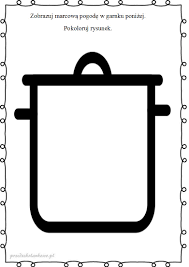 Zobrazuj marcową pogodę w garnku poniżej.
Pokoloruj rysunek.